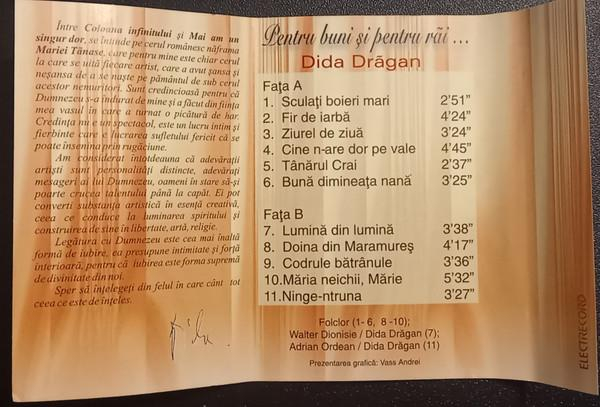 Între Coloana infinitului și Mai am un
singur dor, se întinde pe cerul românesc năframa
Mariei Tănase, care pentru mine este chiar cerul
la care se uită fiecare artist, care a avut șansa și
neșansa de a se naște pe pământul de sub cerul
acestor nemuritori. Sunt credincioasă pentru că
Dumnezeu s-a îndurat de mine și a făcut din ființa
mea vasul în care a turnat o picătură de har.
Credința nu e un spectacol, este un lucru intim și
fierbinte care e lucrarea sufletului fericit că se
poate însenina prin rugăciune.
Am considerat întotdeauna că adevărații
artiști sunt personalități distincte, adevărați
mesageri ai lui Dumnezeu, oameni în stare să-și
poarte crucea talentului până la capăt. Ei pot
converti substanța artistică în esență creativă,
ceea ce conduce la luminarea spiritului și
construirea de sine în libertate, artă, religie.
Legătura cu Dumnezeu este cea mai înaltă
formă de iubire, ea presupune intimitate și forță
interioară, pentru că iubirea este forma supremă
de divinitate din noi.
Sper să înțelegeți din felul în care cânt tot
ceea ce este de înțeles.
Dida
Pentru buni și pentru răi ...
Dida Drăgan
Fața A
1. Sculați boieri mari 2'51"
2. Fir de iarbă 4'24"
3. Ziurel de ziuă 3'24"
4. Cine n-are dor pe vale 4'45"
5. Tânărul Crai 2'37"
6. Bună dimineața nană 3'25"
Fața B
7. Lumină din lumină 3'38"
8. Doina din Maramureș 4'17"
9. Codrule bătrânule 3'36"
10.Măria neichii, Mărie 5'32"
11.Ninge-ntruna 3'27"
Folclor (1- 6, 8 -10);
Walter Dionisie / Dida Drăgan (7);
Adrian Ordean / Dida Drăgan (11)
Prezentarea grafică: Vass Andrei
ELECTRECORD